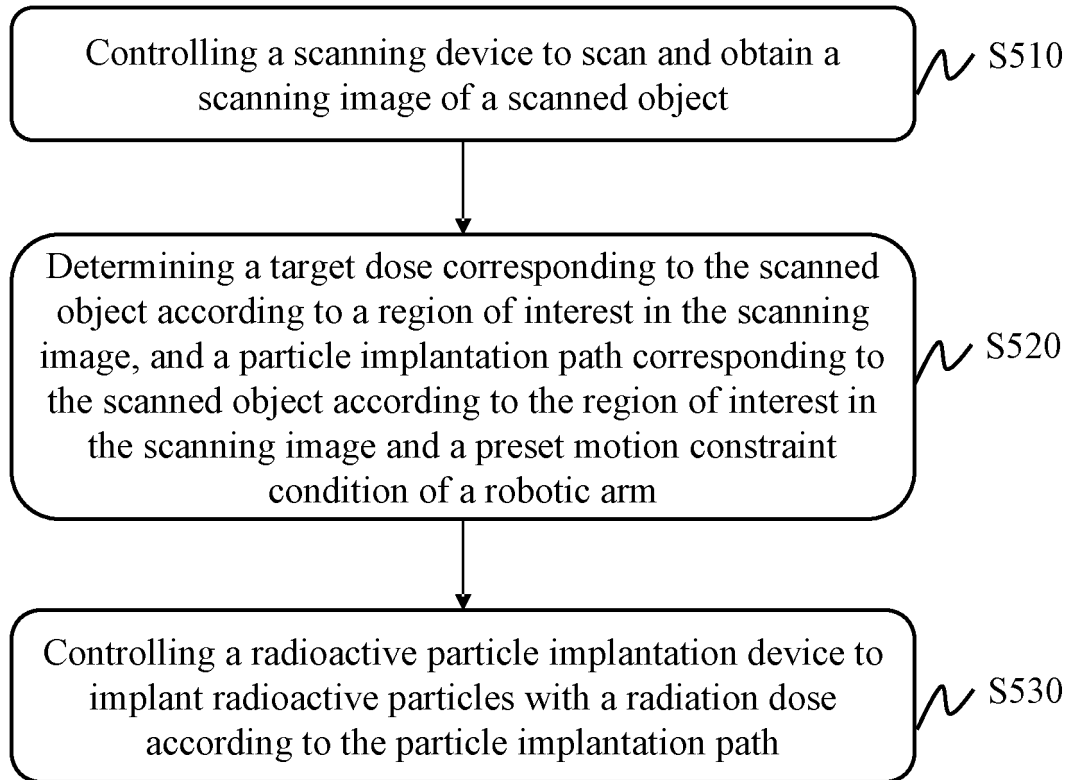 Controlling a scanning device to scan and obtain a
scanning image of a scanned object
S510
Determining a target dose corresponding to the scanned
object according to a region of interest in the scanning
image, and a particle implantation path corresponding to
the scanned object according to the region of interest in
the scanning image and a preset motion constraint
condition of a robotic arm
S520
Controlling a radioactive particle implantation device to
implant radioactive particles with a radiation dose
according to the particle implantation path
S530